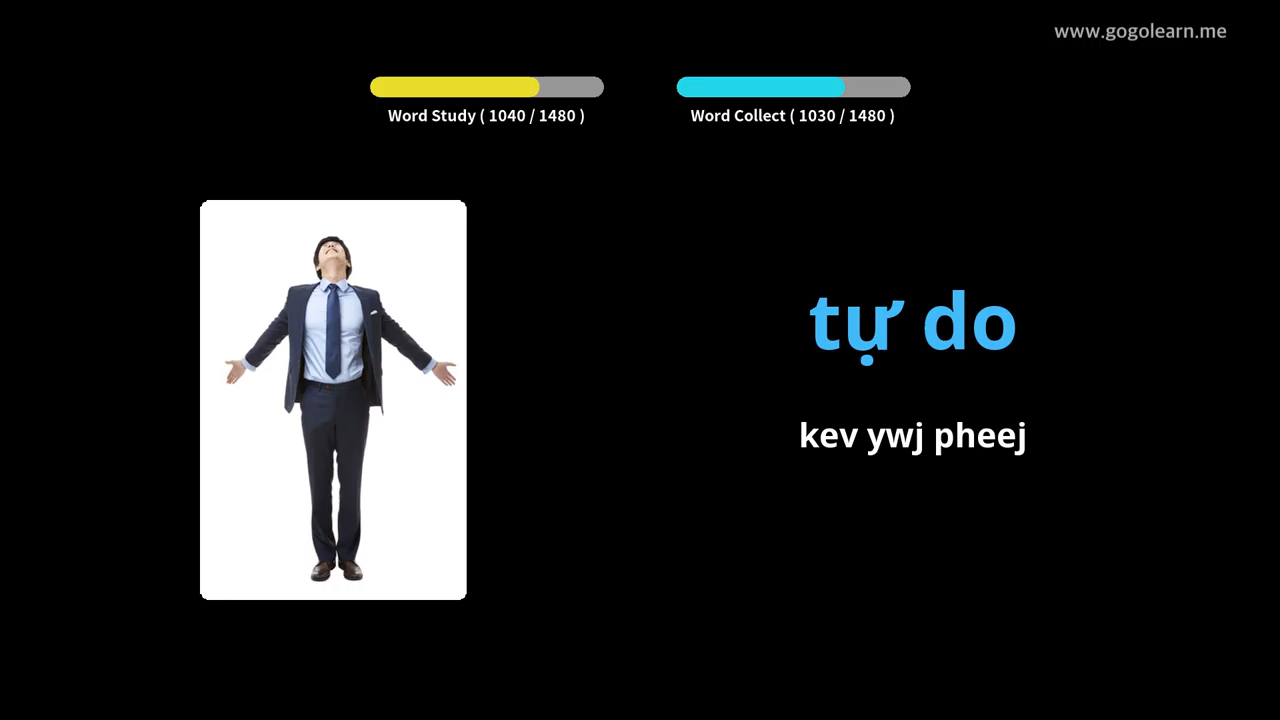 www.gogolearn.me
Word Study ( 1040 / 1480 )
Word Collect ( 1030 / 1480 )
tự do
kev ywj pheej